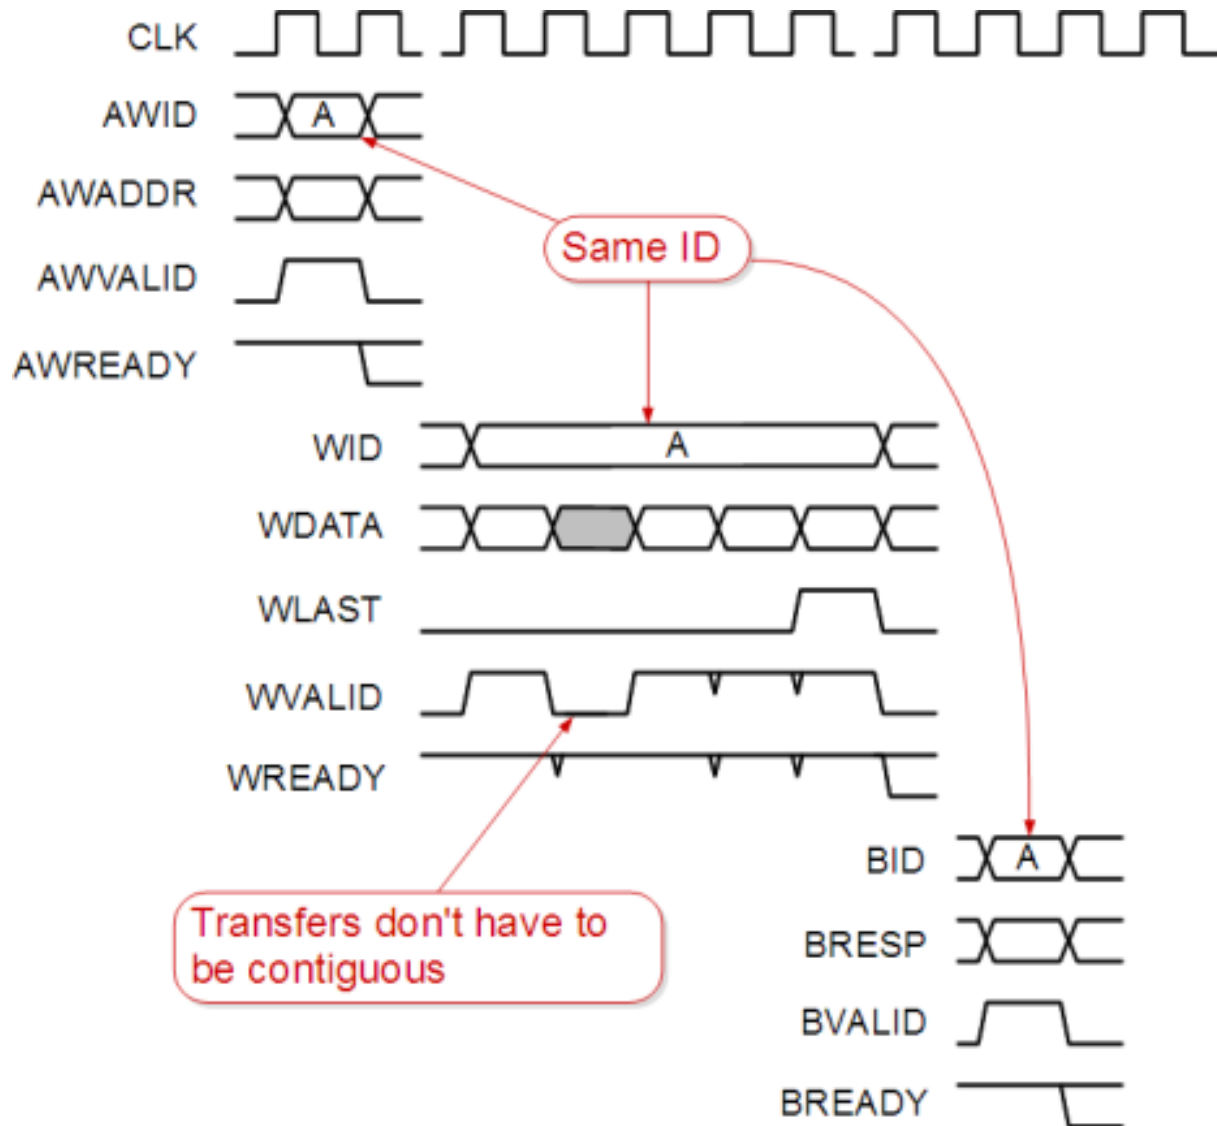 CLK
AWID
A
AWADDR
Same ID
AWVALID
AWREADY
WID
A
WDATA
WLAST
WVALID
WREADY
BID
A
Transfers don't have to
be contiguous
BRESP
BVALID
BREADY